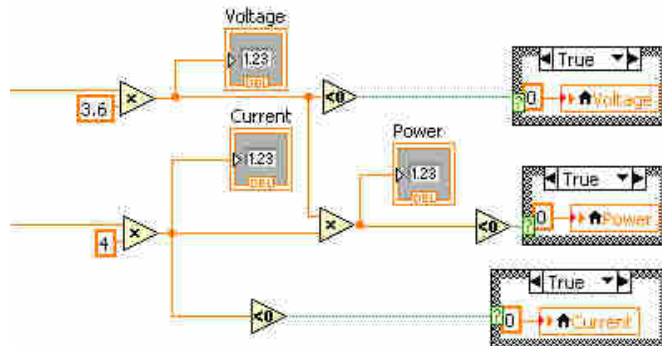 Voltage
1.23
DBL
True
3.6
×
<0
?
0
Voltage
Current
1.23
DBL
Power
1.23
DBL
True
4
×
×
<0
?
0
Power
True
<0
?
0
Current